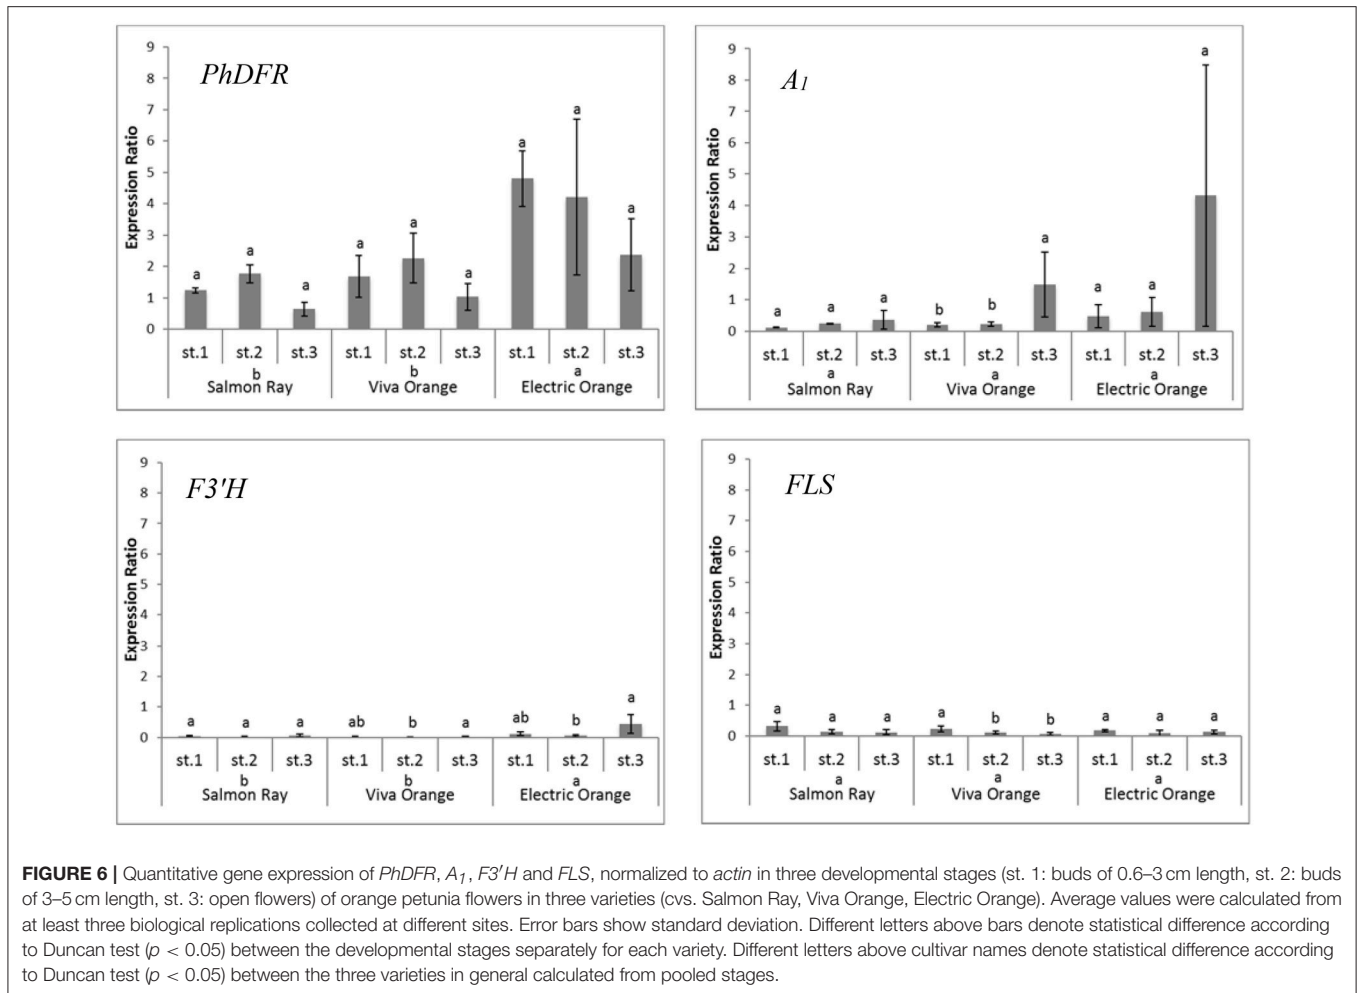 PhDFR
Expression Ratio
9
8
7
6
5
4
3
2
1
0
a a a a a a a a a
st.1 st.2 st.3 st.1 st.2 st.3 st.1 st.2 st.3
b b a
Salmon Ray Viva Orange Electric Orange
A1
Expression Ratio
9
8
7
6
5
4
3
2
1
0
a a a b b a a a a
st.1 st.2 st.3 st.1 st.2 st.3 st.1 st.2 st.3
a a a
Salmon Ray Viva Orange Electric Orange
F3'H
Expression Ratio
9
8
7
6
5
4
3
2
1
0
a a a ab b a ab b a
st.1 st.2 st.3 st.1 st.2 st.3 st.1 st.2 st.3
b b a
Salmon Ray Viva Orange Electric Orange
FLS
Expression Ratio
9
8
7
6
5
4
3
2
1
0
a a a a b b a a a
st.1 st.2 st.3 st.1 st.2 st.3 st.1 st.2 st.3
a a a
Salmon Ray Viva Orange Electric Orange
FIGURE 6 | Quantitative gene expression of PhDFR, A1, F3′H and FLS, normalized to actin in three developmental stages (st. 1: buds of 0.6–3 cm length, st. 2: buds
of 3–5 cm length, st. 3: open flowers) of orange petunia flowers in three varieties (cvs. Salmon Ray, Viva Orange, Electric Orange). Average values were calculated from
at least three biological replications collected at different sites. Error bars show standard deviation. Different letters above bars denote statistical difference according
to Duncan test (p < 0.05) between the developmental stages separately for each variety. Different letters above cultivar names denote statistical difference according
to Duncan test (p < 0.05) between the three varieties in general calculated from pooled stages.